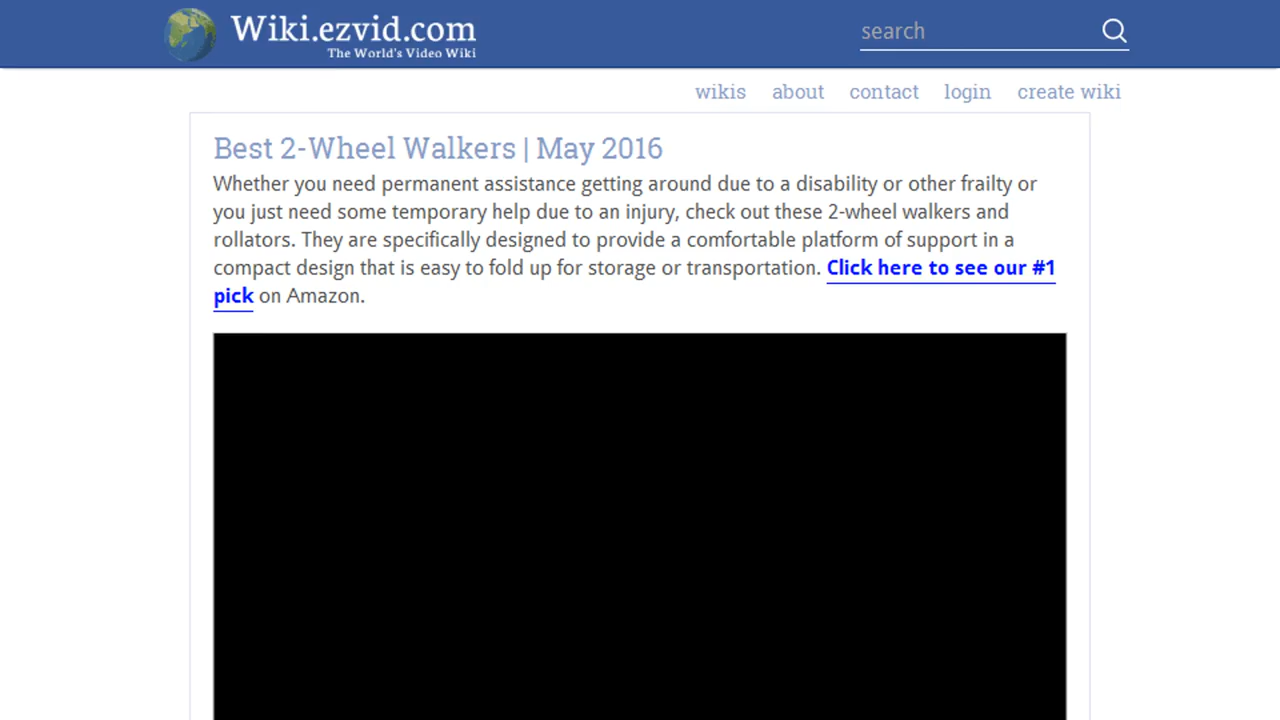 Wiki.ezvid.com
The World's Video Wiki
search
wikis about contact login create wiki
Best 2-Wheel Walkers | May 2016
Whether you need permanent assistance getting around due to a disability or other frailty or
you just need some temporary help due to an injury, check out these 2-wheel walkers and
rollators. They are specifically designed to provide a comfortable platform of support in a
compact design that is easy to fold up for storage or transportation. Click here to see our #1
pick on Amazon.